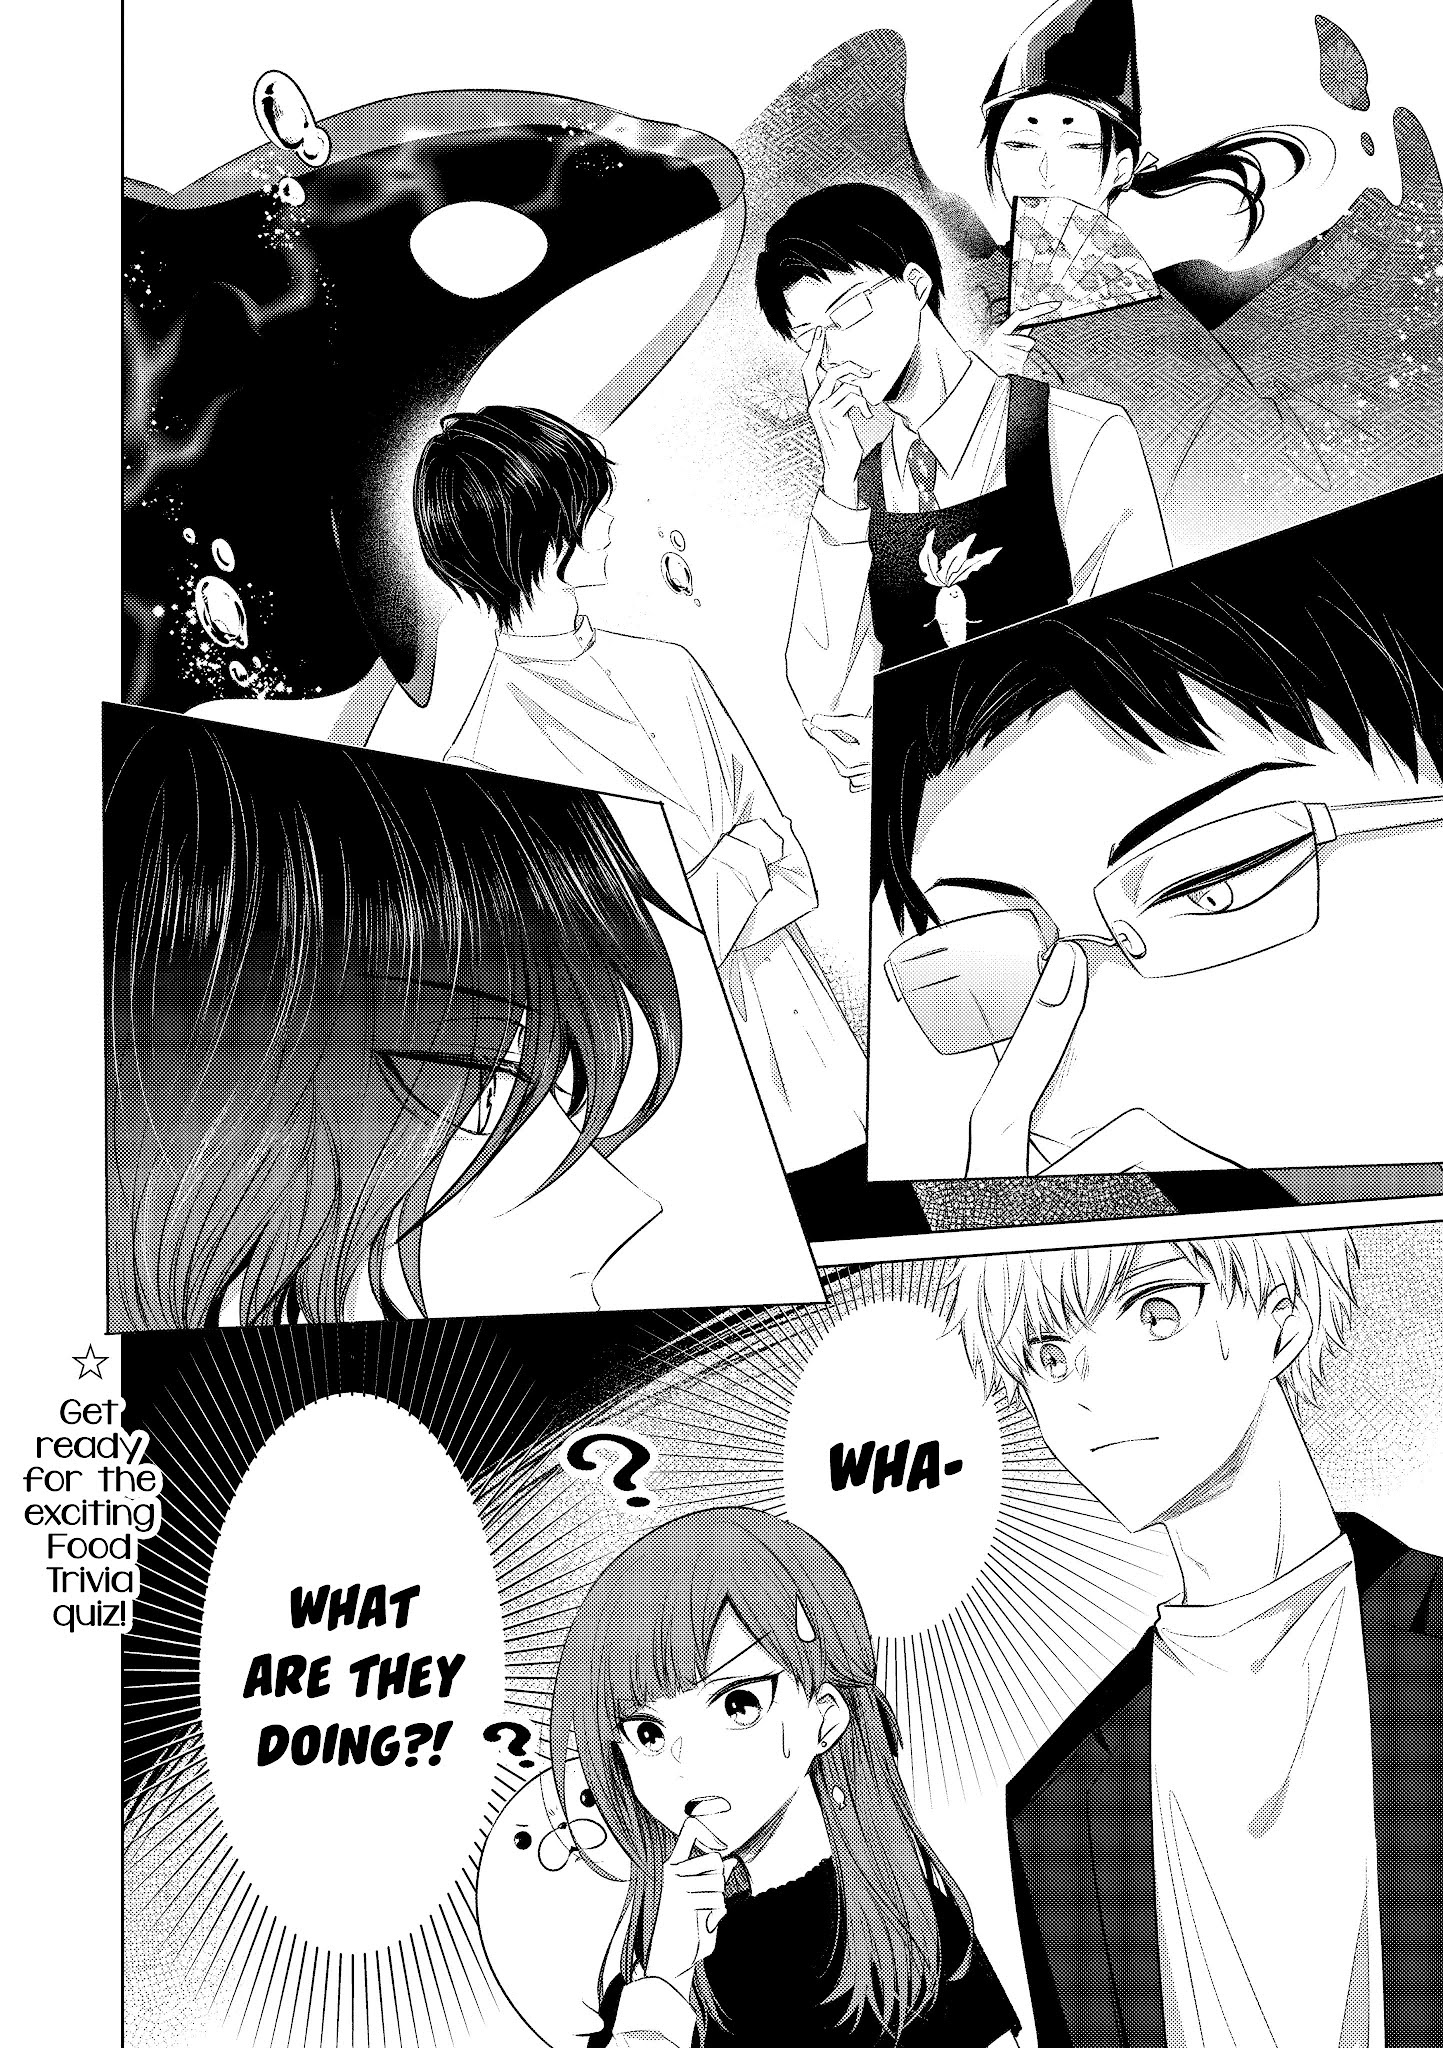 WHA-
WHAT
ARE THEY
DOING?!
?
?
☆
Get
ready
for the
exciting
Food
Trivia
quiz!